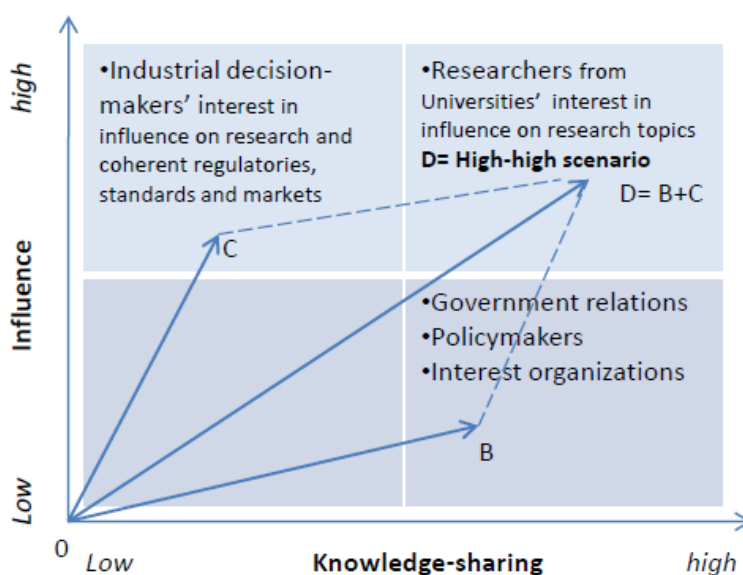 high
•Industrial decision-
makers’ interest in
influence on research and
coherent regulatories,
standards and markets
•Researchers from
Universities’ interest in
influence on research topics
D= High-high scenario
D= B+C
C
Influence
•Government relations
•Policymakers
•Interest organizations
B
Low
0
Low
Knowledge-sharing
high